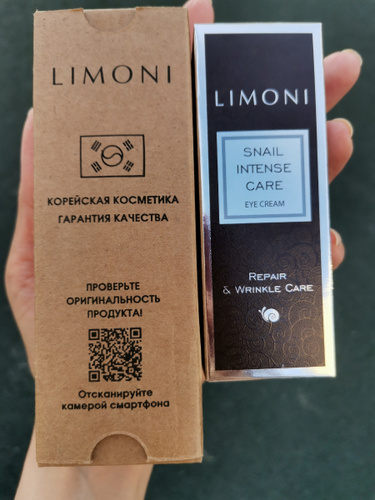 LIMONI
КОРЕЙСКАЯ КОСМЕТИКА
ГАРАНТИЯ КАЧЕСТВА
ПРОВЕРЬТЕ
ОРИГИНАЛЬНОСТЬ
ПРОДУКТА!
Отсканируйте
камерой смартфона
LIMONI
SNAIL
INTENSE
CARE
EYE CREAM
REPAIR
& WRINKLE CARE